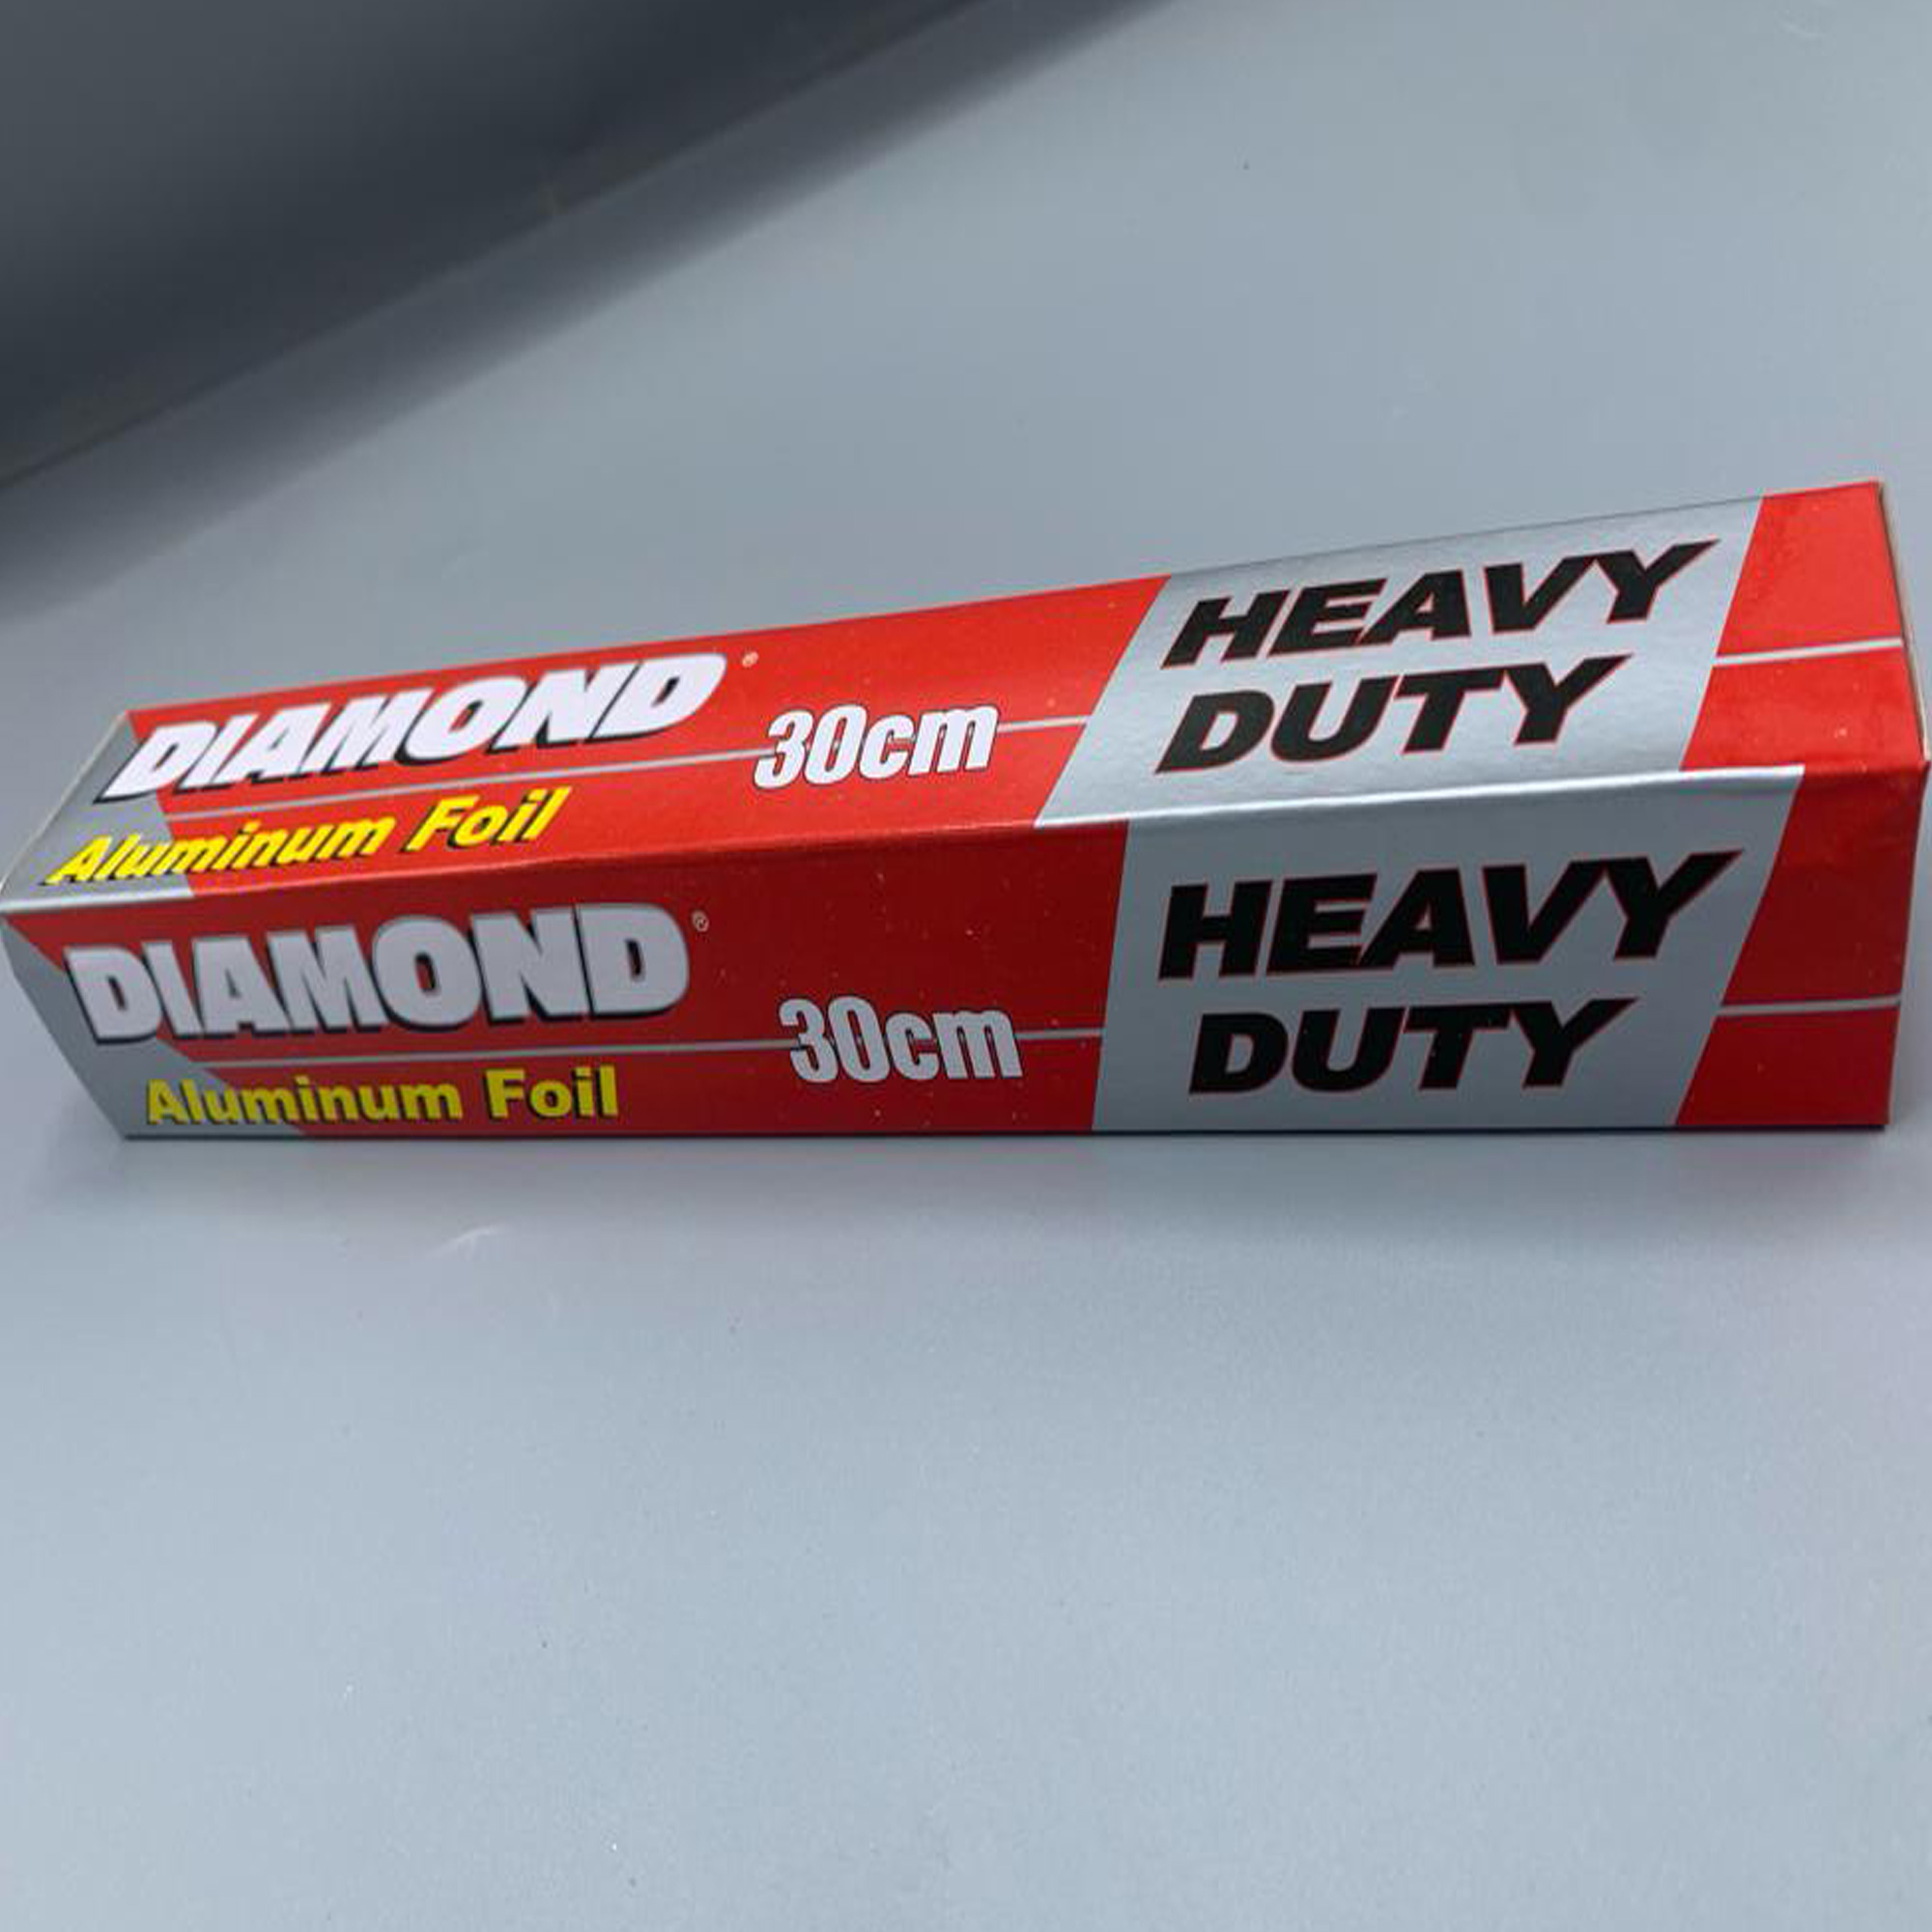 DIAMOND®
Aluminum Foil
30cm
HEAVY
DUTY
DIAMOND®
Aluminum Foil
30cm
HEAVY
DUTY